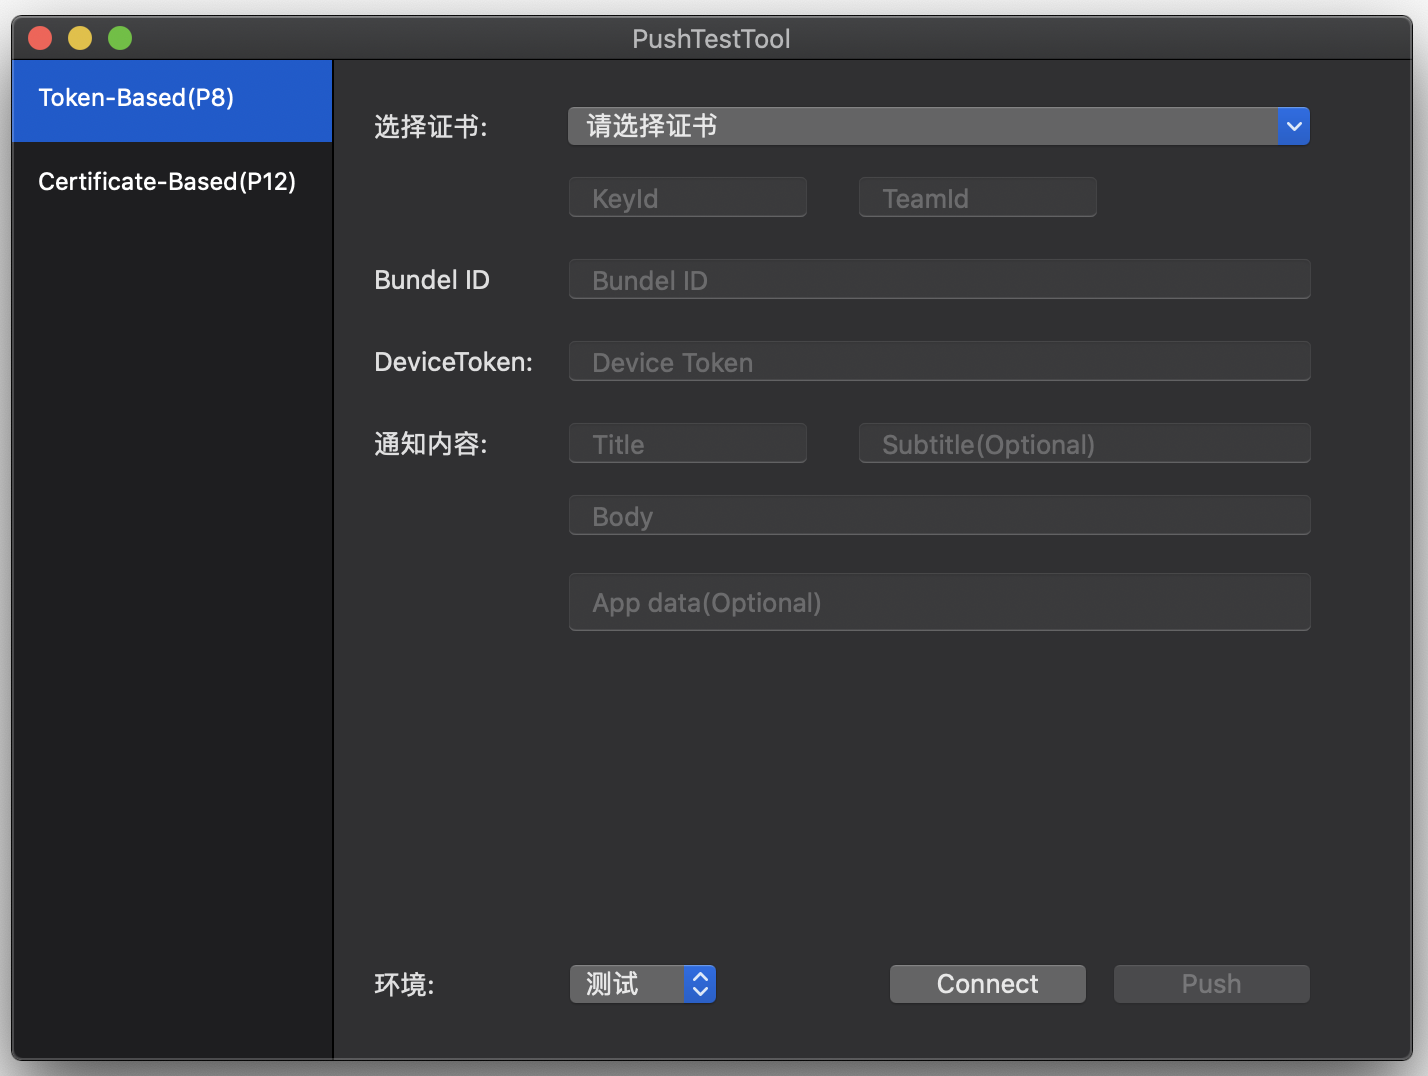 PushTestTool
Token-Based(P8)
Certificate-Based(P12)
选择证书:
请选择证书
KeyId
TeamId
Bundel ID
Bundel ID
DeviceToken:
Device Token
通知内容:
Title
Subtitle(Optional)
Body
App data(Optional)
环境:
测试
Connect
Push